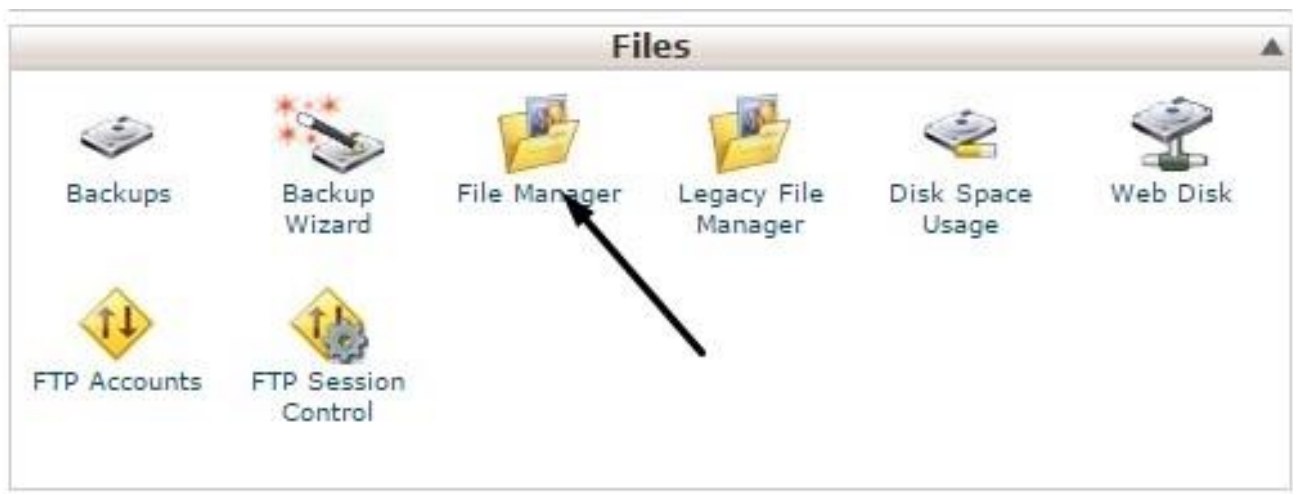 Files
Backups
Backup
Wizard
File Manager
Legacy File
Manager
Disk Space
Usage
Web Disk
FTP Accounts
FTP Session
Control